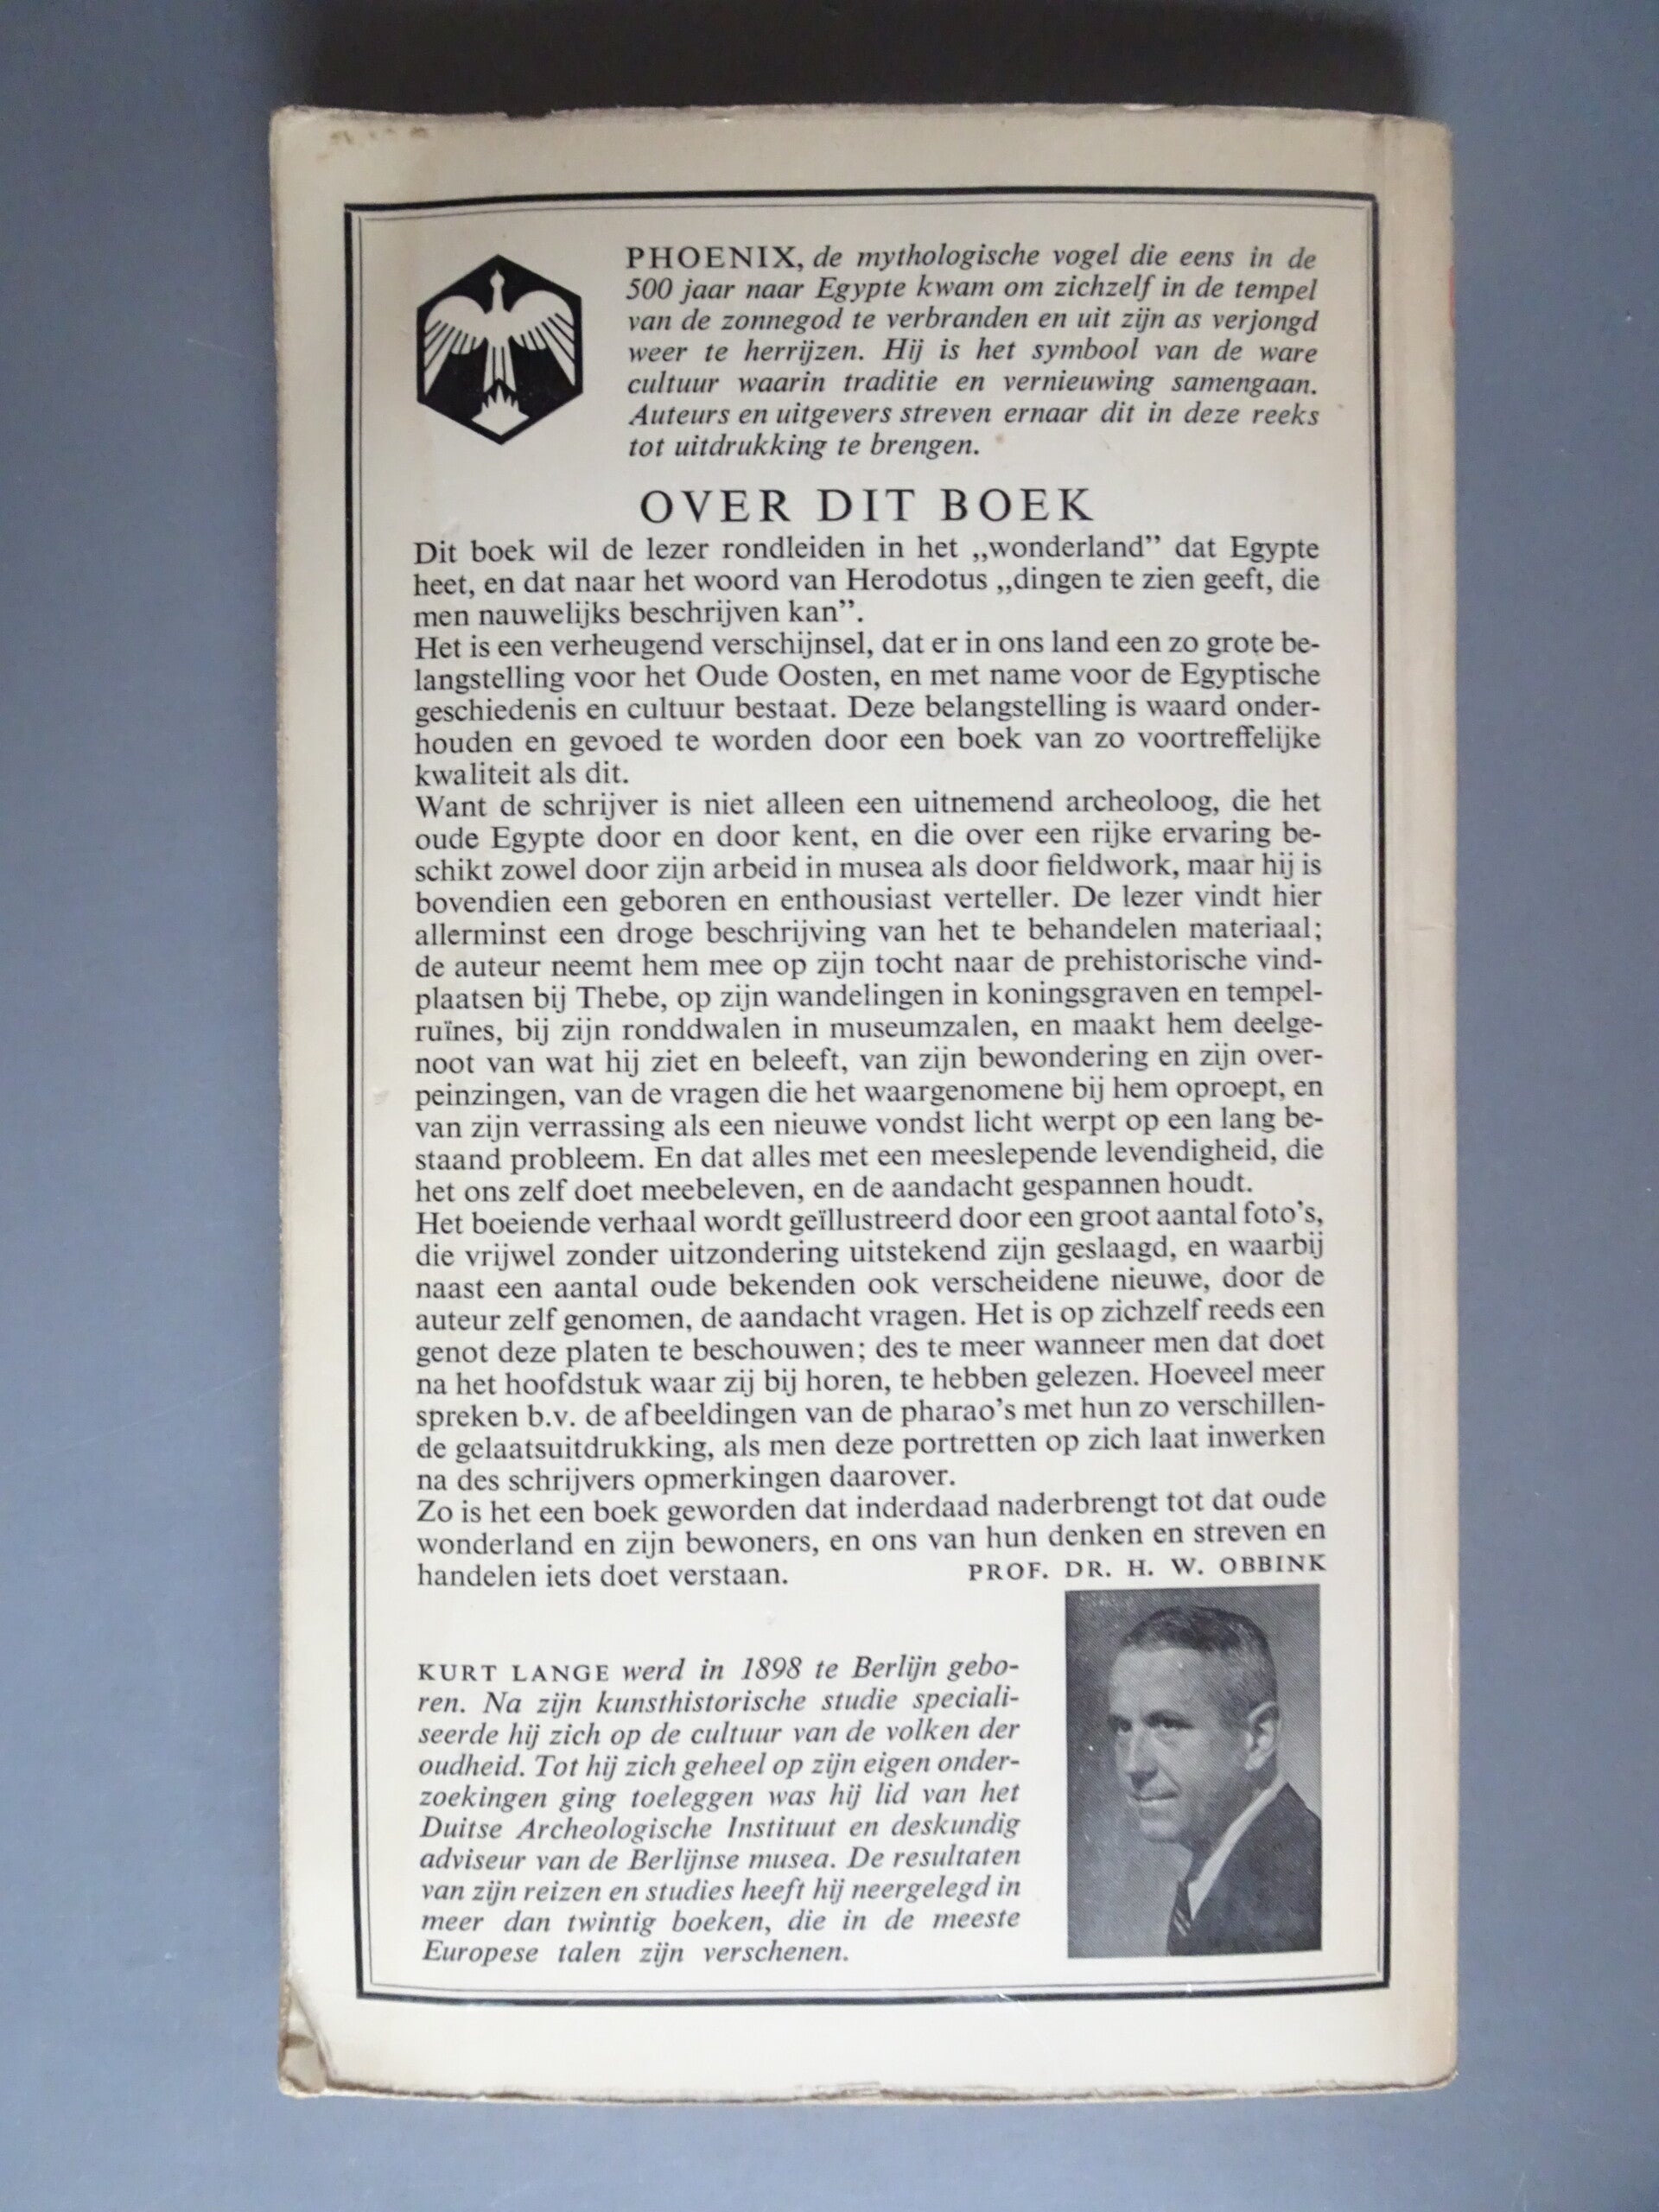 PHOENIX, de mythologische vogel die eens in de
500 jaar naar Egypte kwam om zichzelf in de tempel
van de zonnegod te verbranden en uit zijn as verjongd
weer te herrijzen. Hij is het symbool van de ware
cultuur waarin traditie en vernieuwing samengaan.
Auteurs en uitgevers streven ernaar dit in deze reeks
tot uitdrukking te brengen.
OVER DIT BOEK
Dit boek wil de lezer rondleiden in het „wonderland” dat Egypte
heet, en dat naar het woord van Herodotus „dingen te zien geeft, die
men nauwelijks beschrijven kan”.
Het is een verheugend verschijnsel, dat er in ons land een zo grote be-
langstelling voor het Oude Oosten, en met name voor de Egyptische
geschiedenis en cultuur bestaat. Deze belangstelling is waard onder-
houden en gevoed te worden door een boek van zo voortreffelijke
kwaliteit als dit.
Want de schrijver is niet alleen een uitnemend archeoloog, die het
oude Egypte door en door kent, en die over een rijke ervaring be-
schikt zowel door zijn arbeid in musea als door fieldwork, maar hij is
bovendien een geboren en enthousiast verteller. De lezer vindt hier
allerminst een droge beschrijving van het te behandelen materiaal;
de auteur neemt hem mee op zijn tocht naar de prehistorische vind-
plaatsen bij Thebe, op zijn wandelingen in koningsgraven en tempel-
ruïnes, bij zijn ronddwalen in museumzalen, en maakt hem deelge-
noot van wat hij ziet en beleeft, van zijn bewondering en zijn over-
peinzingen, van de vragen die het waargenomene bij hem oproept, en
van zijn verrassing als een nieuwe vondst licht werpt op een lang be-
staand probleem. En dat alles met een meeslepende levendigheid, die
het ons zelf doet meebeleven, en de aandacht gespannen houdt.
Het boeiende verhaal wordt geïllustreerd door een groot aantal foto's,
die vrijwel zonder uitzondering uitstekend zijn geslaagd, en waarbij
naast een aantal oude bekenden ook verscheidene nieuwe, door de
auteur zelf genomen, de aandacht vragen. Het is op zichzelf reeds een
genot deze platen te beschouwen; des te meer wanneer men dat doet
na het hoofdstuk waar zij bij horen, te hebben gelezen. Hoeveel meer
spreken b.v. de afbeeldingen van de pharao's met hun zo verschillen-
de gelaatsuitdrukking, als men deze portretten op zich laat inwerken
na des schrijvers opmerkingen daarover.
Zo is het een boek geworden dat inderdaad naderbrengt tot dat oude
wonderland en zijn bewoners, en ons van hun denken en streven en
handelen iets doet verstaan. PROF. DR. H. W. OBBINK
KURT LANGE werd in 1898 te Berlijn gebo-
ren. Na zijn kunsthistorische studie speciali-
seerde hij zich op de cultuur van de volken der
oudheid. Tot hij zich geheel op zijn eigen onder-
zoekingen ging toeleggen was hij lid van het
Duitse Archeologische Instituut en deskundig
adviseur van de Berlijnse musea. De resultaten
van zijn reizen en studies heeft hij neergelegd in
meer dan twintig boeken, die in de meeste
Europese talen zijn verschenen.